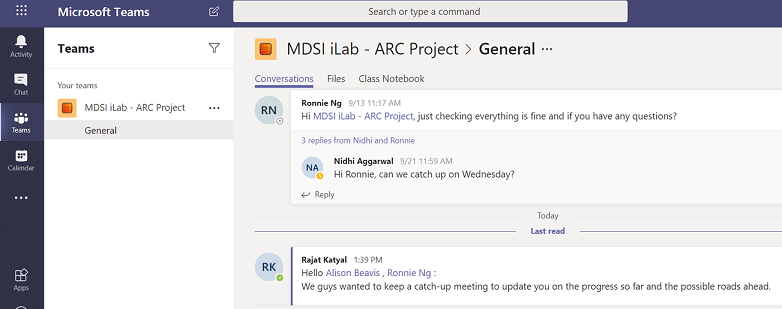 Microsoft Teams
Search or type a command
Activity
Chat
Teams
Calendar
Apps
Teams
Your teams
MDSI iLab - ARC Project
General
MDSI iLab - ARC Project > General
Conversations Files Class Notebook
RN
Ronnie Ng 9/13 11:17 AM
Hi MDSI iLab - ARC Project, just checking everything is fine and if you have any questions?
3 replies from Nidhi and Ronnie
NA
Nidhi Aggarwal 9/21 11:59 AM
Hi Ronnie, can we catch up on Wednesday?
Reply
Today
Last read
RK
Rajat Katyal 1:39 PM
Hello Alison Beavis , Ronnie Ng :
We guys wanted to keep a catch-up meeting to update you on the progress so far and the possible roads ahead.